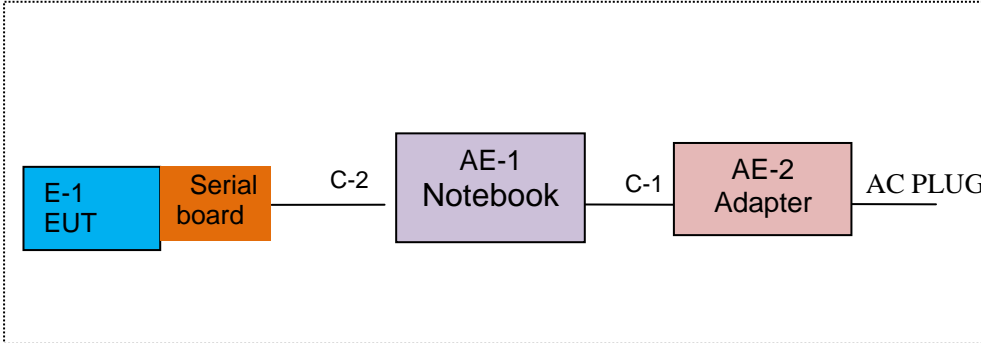 E-1
EUT
Serial
board
C-2
AE-1
Notebook
C-1
AE-2
Adapter
AC PLUG